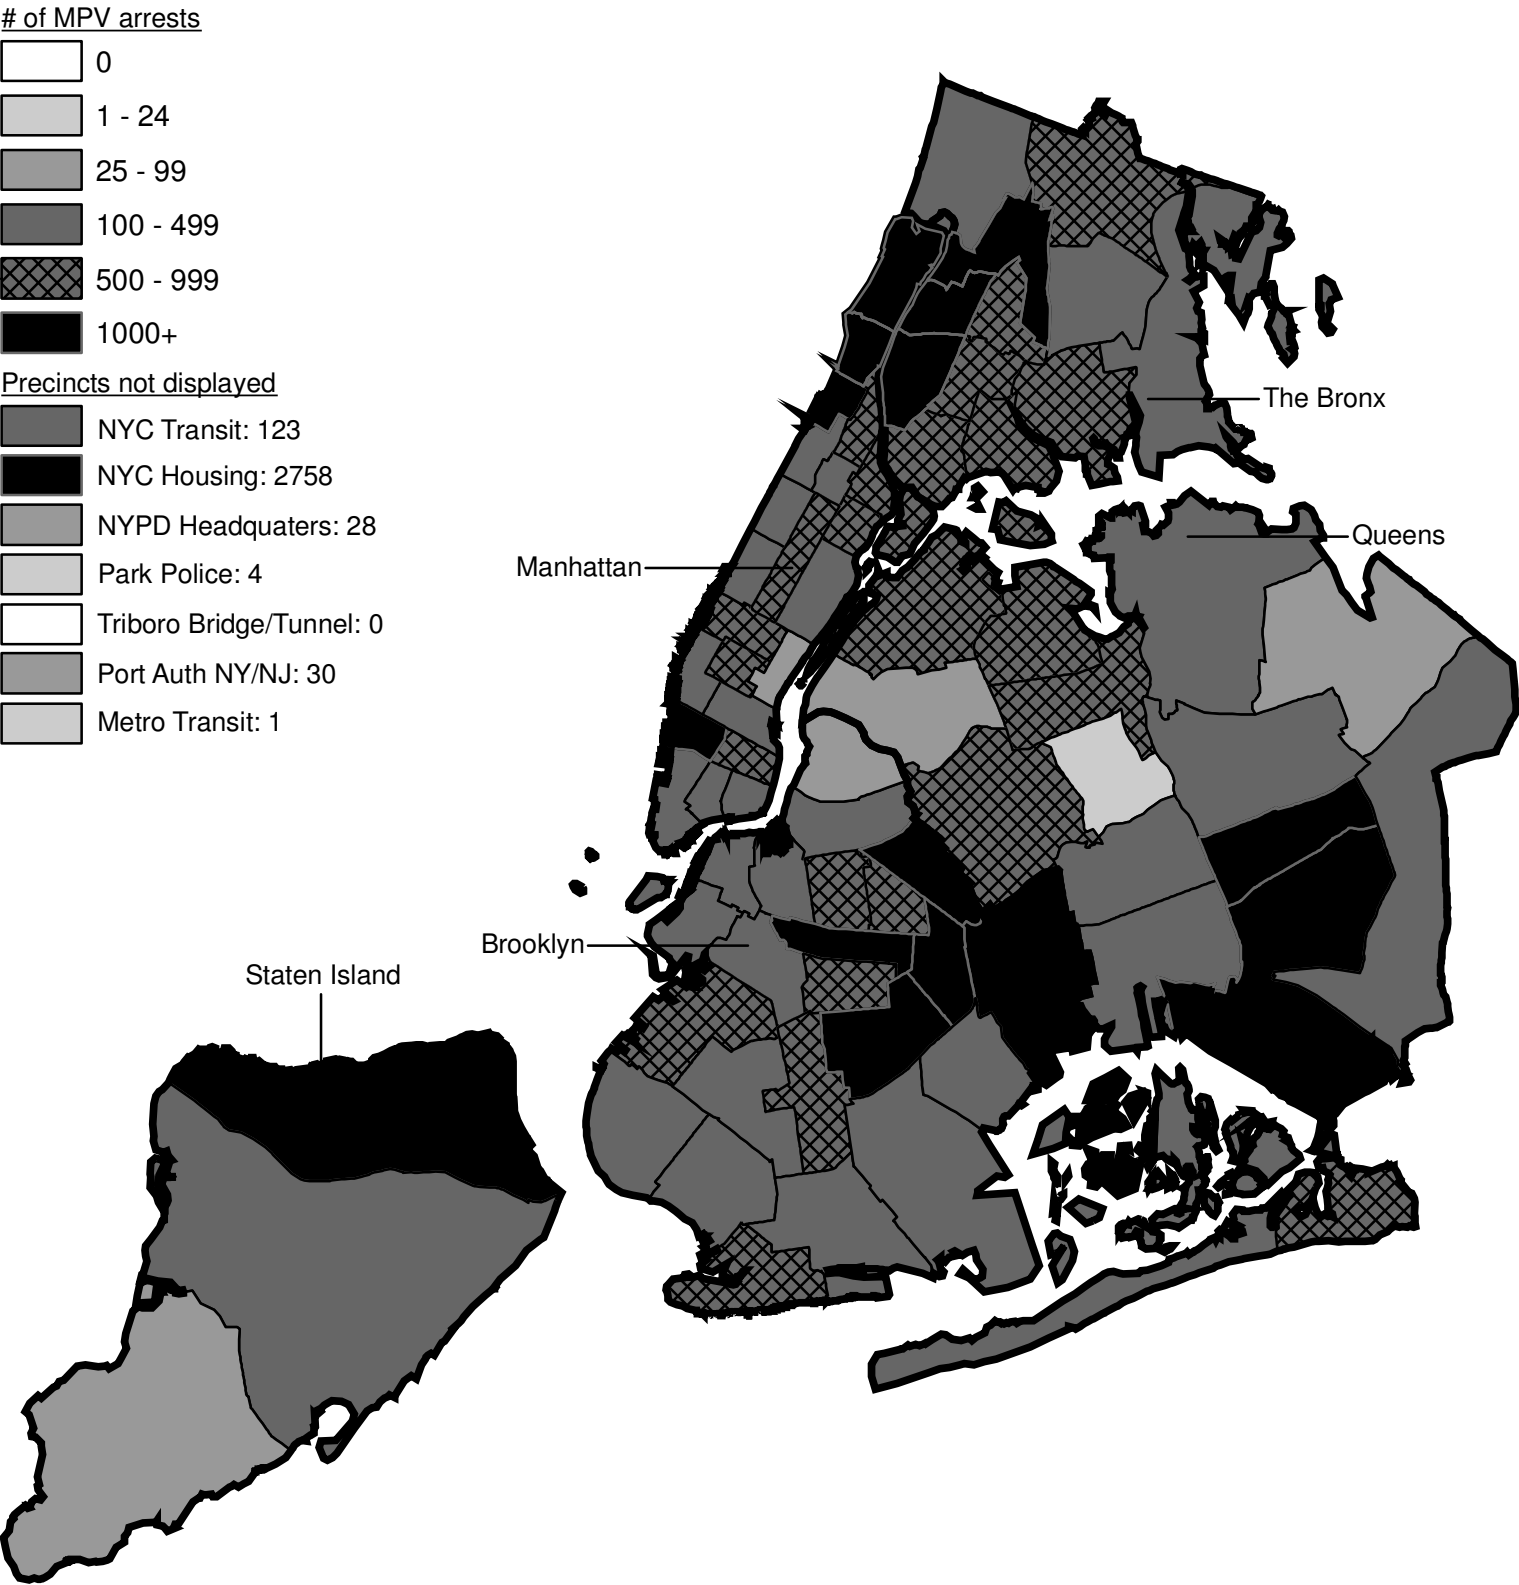 # of MPV arrests
0
1 - 24
25 - 99
100 - 499
500 - 999
1000+
Precincts not displayed
NYC Transit: 123
NYC Housing: 2758
NYPD Headquaters: 28
Park Police: 4
Triboro Bridge/Tunnel: 0
Port Auth NY/NJ: 30
Metro Transit: 1
The Bronx
Queens
Manhattan
Brooklyn
Staten Island